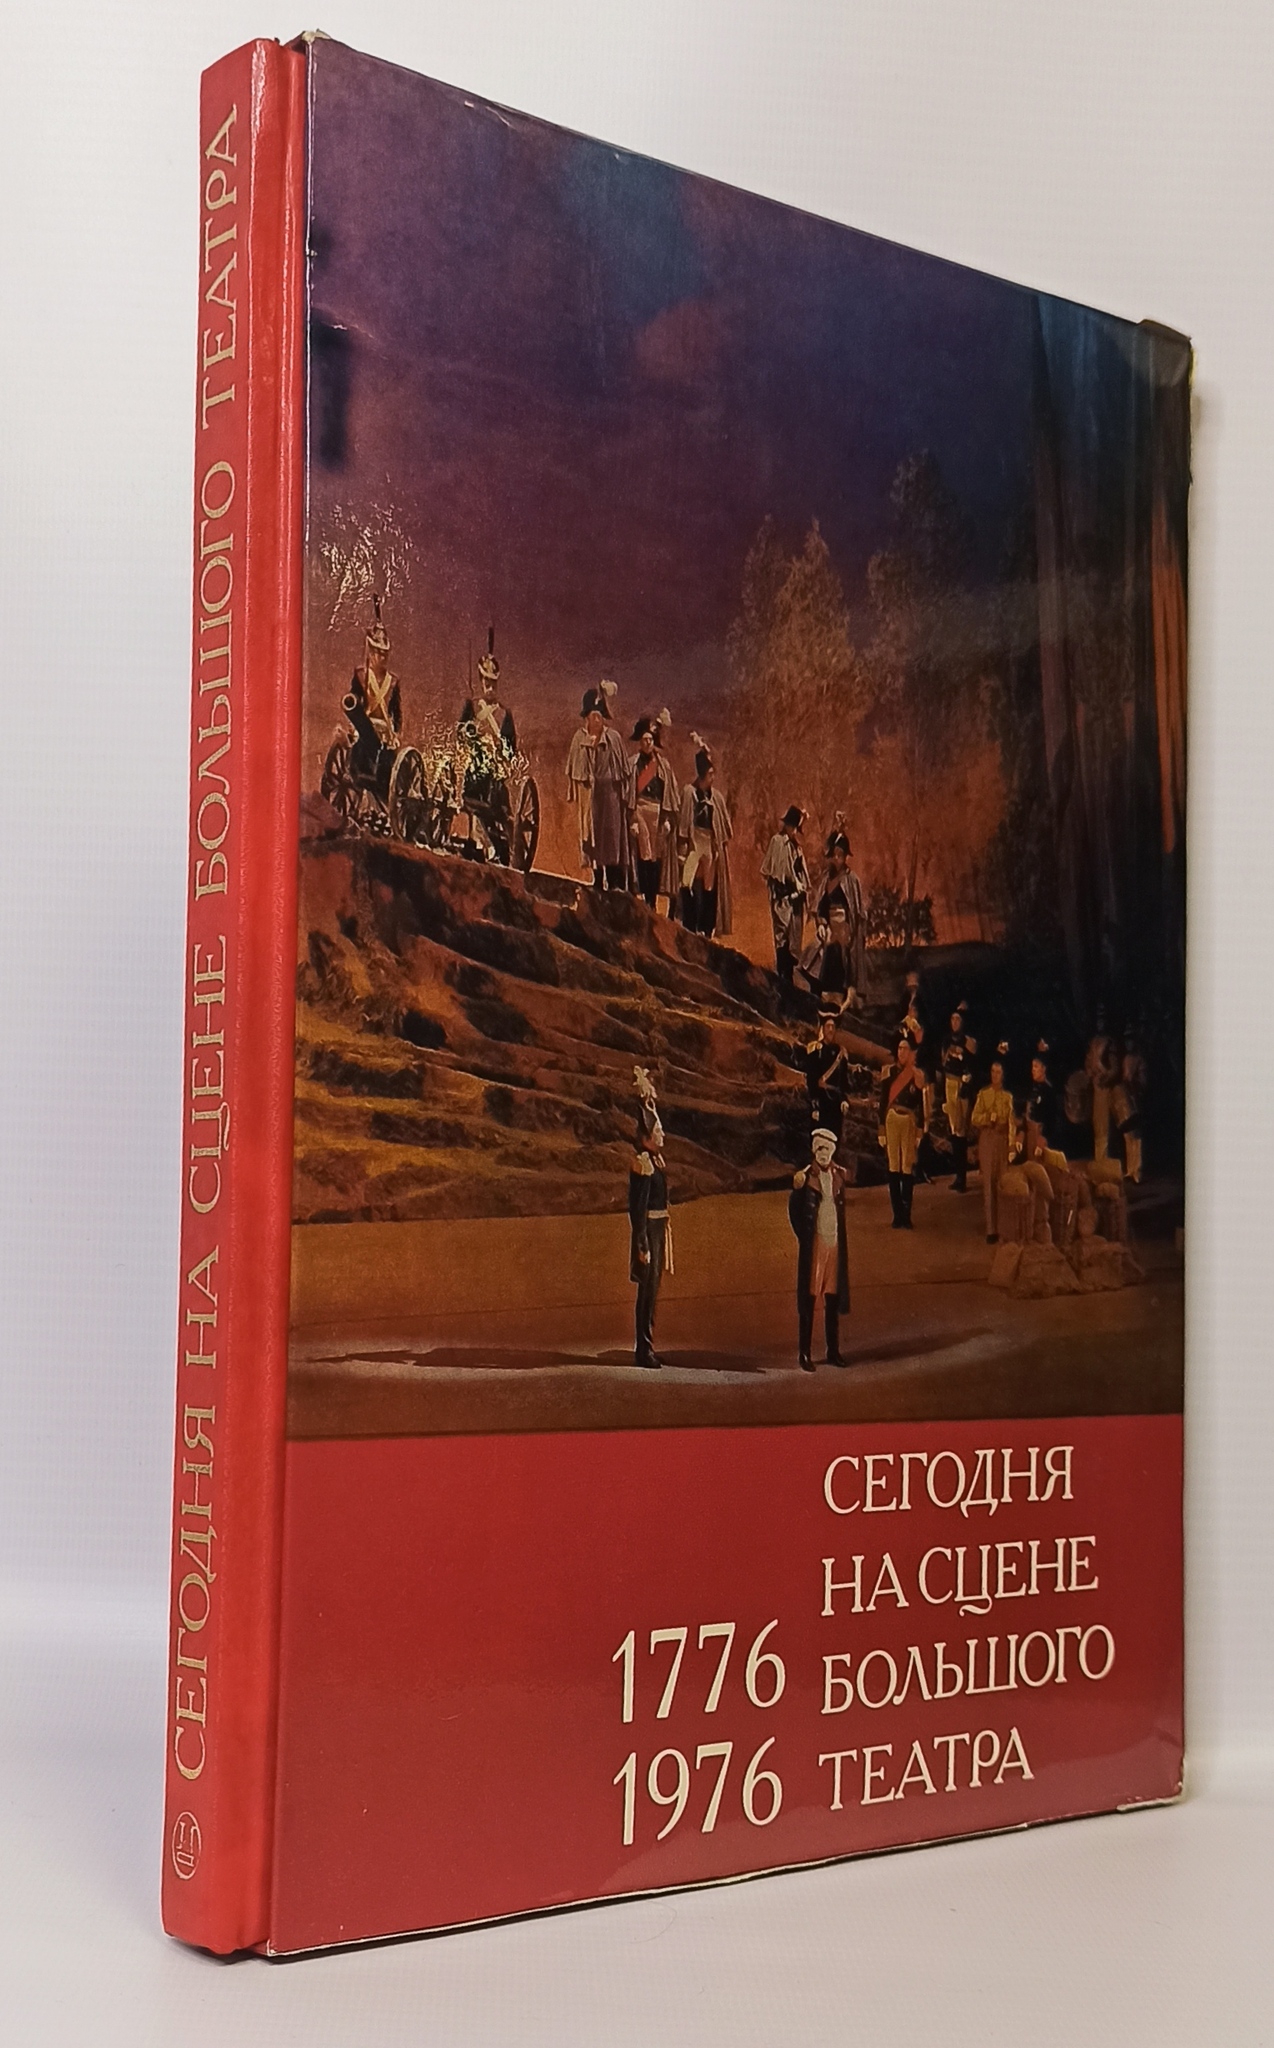 СЕГОДНЯ НА СЦЕНЕ БОЛЬШОГО ТЕАТРА
СЕГОДНЯ
НА СЦЕНЕ
БОЛЬШОГО
ТЕАТРА
1776
1976